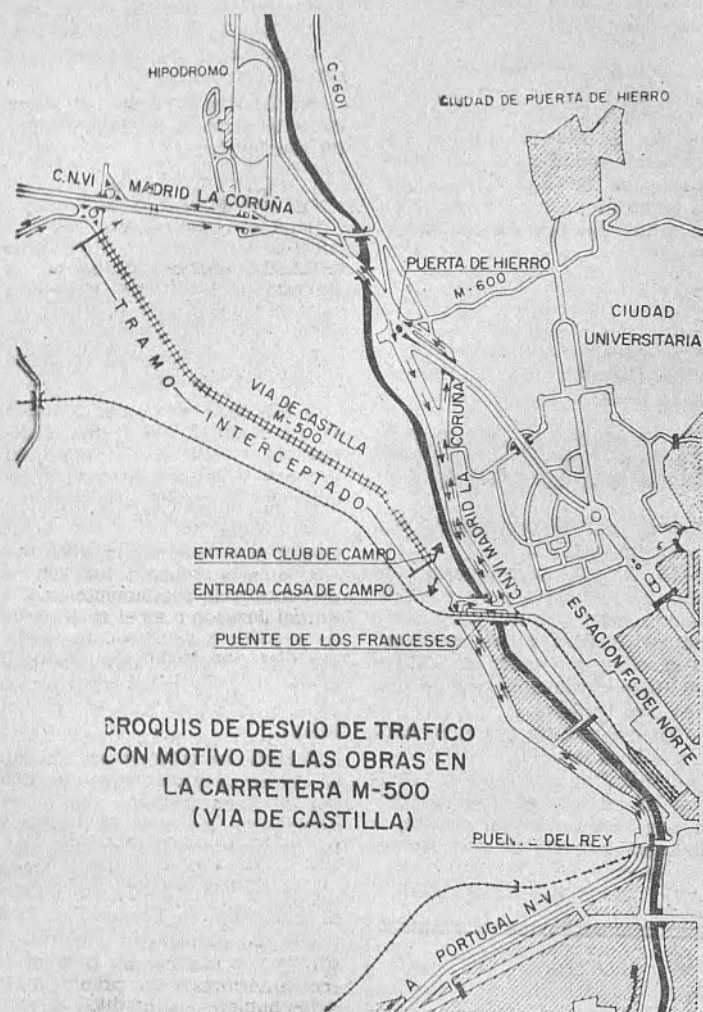 HIPODROMO
C-601
CIUDAD DE PUERTA DE HIERRO
C.N.VI MADRID LA CORUÑA
PUERTA DE HIERRO
M-600
CIUDAD
UNIVERSITARIA
TRAMO INTERCEPTADO
VIA DE CASTILLA
M-500
C.N.VI MADRID LA CORUÑA
ENTRADA CLUB DE CAMPO
ENTRADA CASA DE CAMPO
PUENTE DE LOS FRANCESES
ESTACION F.C. DEL NORTE
CROQUIS DE DESVIO DE TRAFICO
CON MOTIVO DE LAS OBRAS EN
LA CARRETERA M-500
(VIA DE CASTILLA)
DEL REY
A PORTUGAL N-V